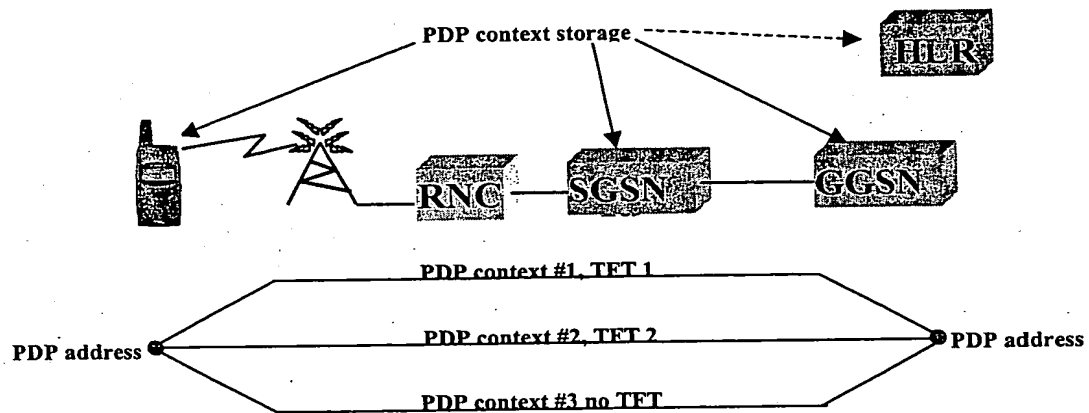 PDP context storage
HLR
RNC
SGSN
GGSN
PDP context #1, TFT 1
PDP address
PDP context #2, TFT 2
PDP address
PDP context #3 no TFT